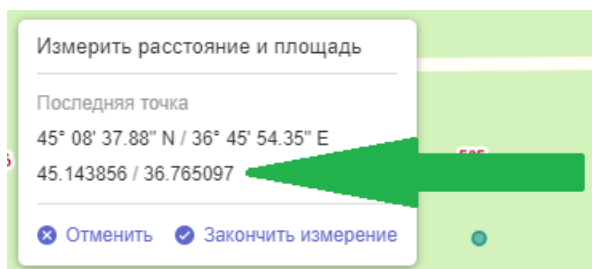 Измерить расстояние и площадь
Последняя точка
45° 08' 37.88" N / 36° 45' 54.35" E
45.143856 / 36.765097
Отменить Закончить измерение